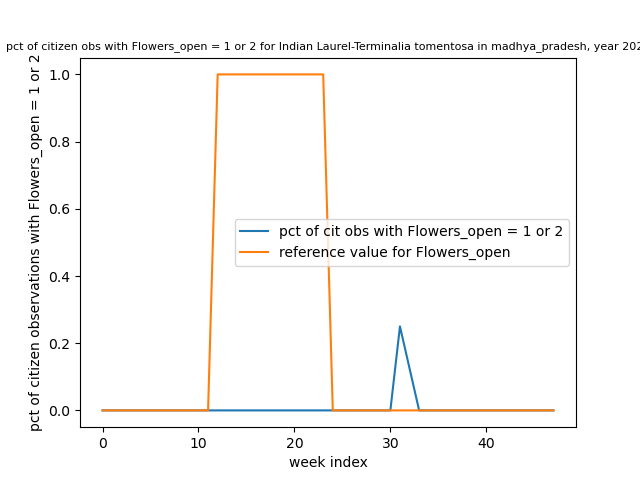 pct of citizen obs with Flowers_open = 1 or 2 for Indian Laurel-Terminalia tomentosa in madhya_pradesh, year 202
pct of citizen observations with Flowers_open = 1 or 2
1.0
0.8
0.6
0.4
0.2
0.0
pct of cit obs with Flowers_open = 1 or 2
reference value for Flowers_open
0 10 20 30 40
week index